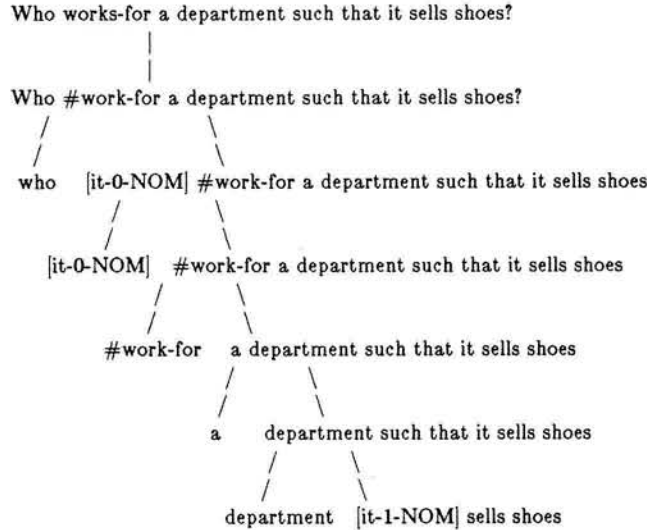 Who works-for a department such that it sells shoes?
Who #work-for a department such that it sells shoes?
who [it-0-NOM] #work-for a department such that it sells shoes
[it-0-NOM] #work-for a department such that it sells shoes
#work-for a department such that it sells shoes
a department such that it sells shoes
department [it-1-NOM] sells shoes